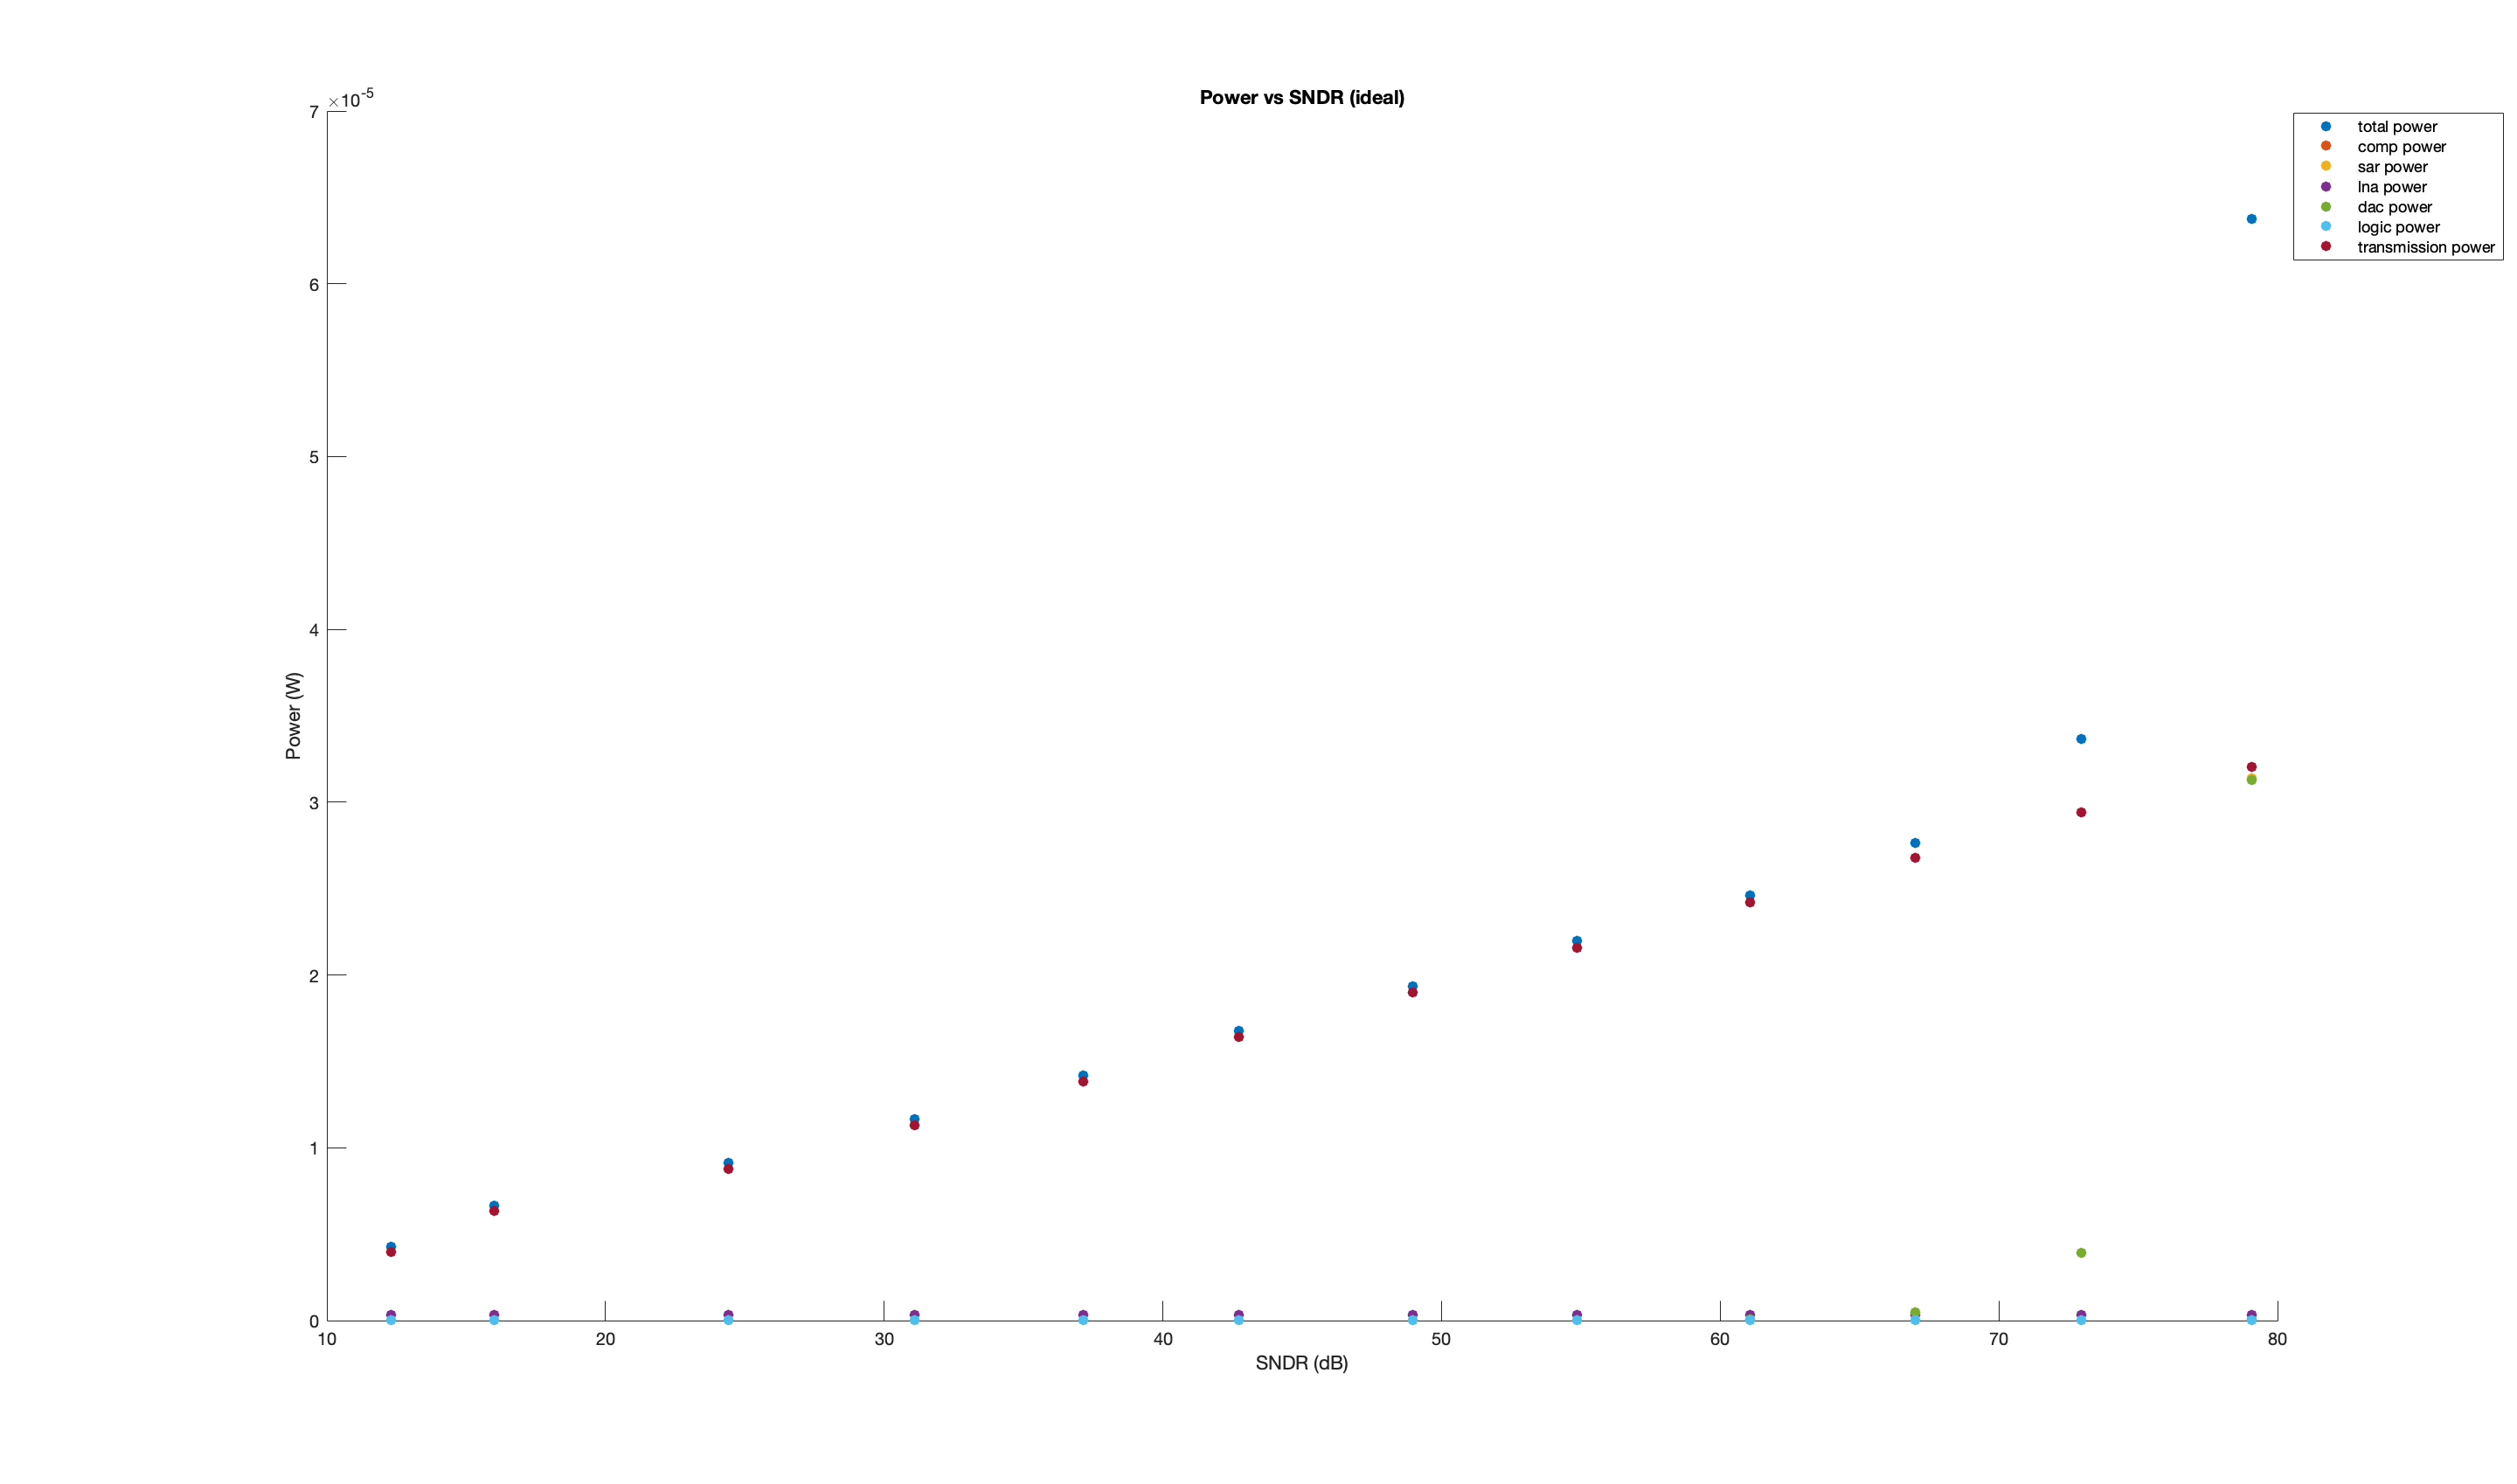 Power vs SNDR (ideal)
×10-5
7
6
5
4
3
2
1
0
Power (W)
10 20 30 40 50 60 70 80
SNDR (dB)
total power
comp power
sar power
lna power
dac power
logic power
transmission power